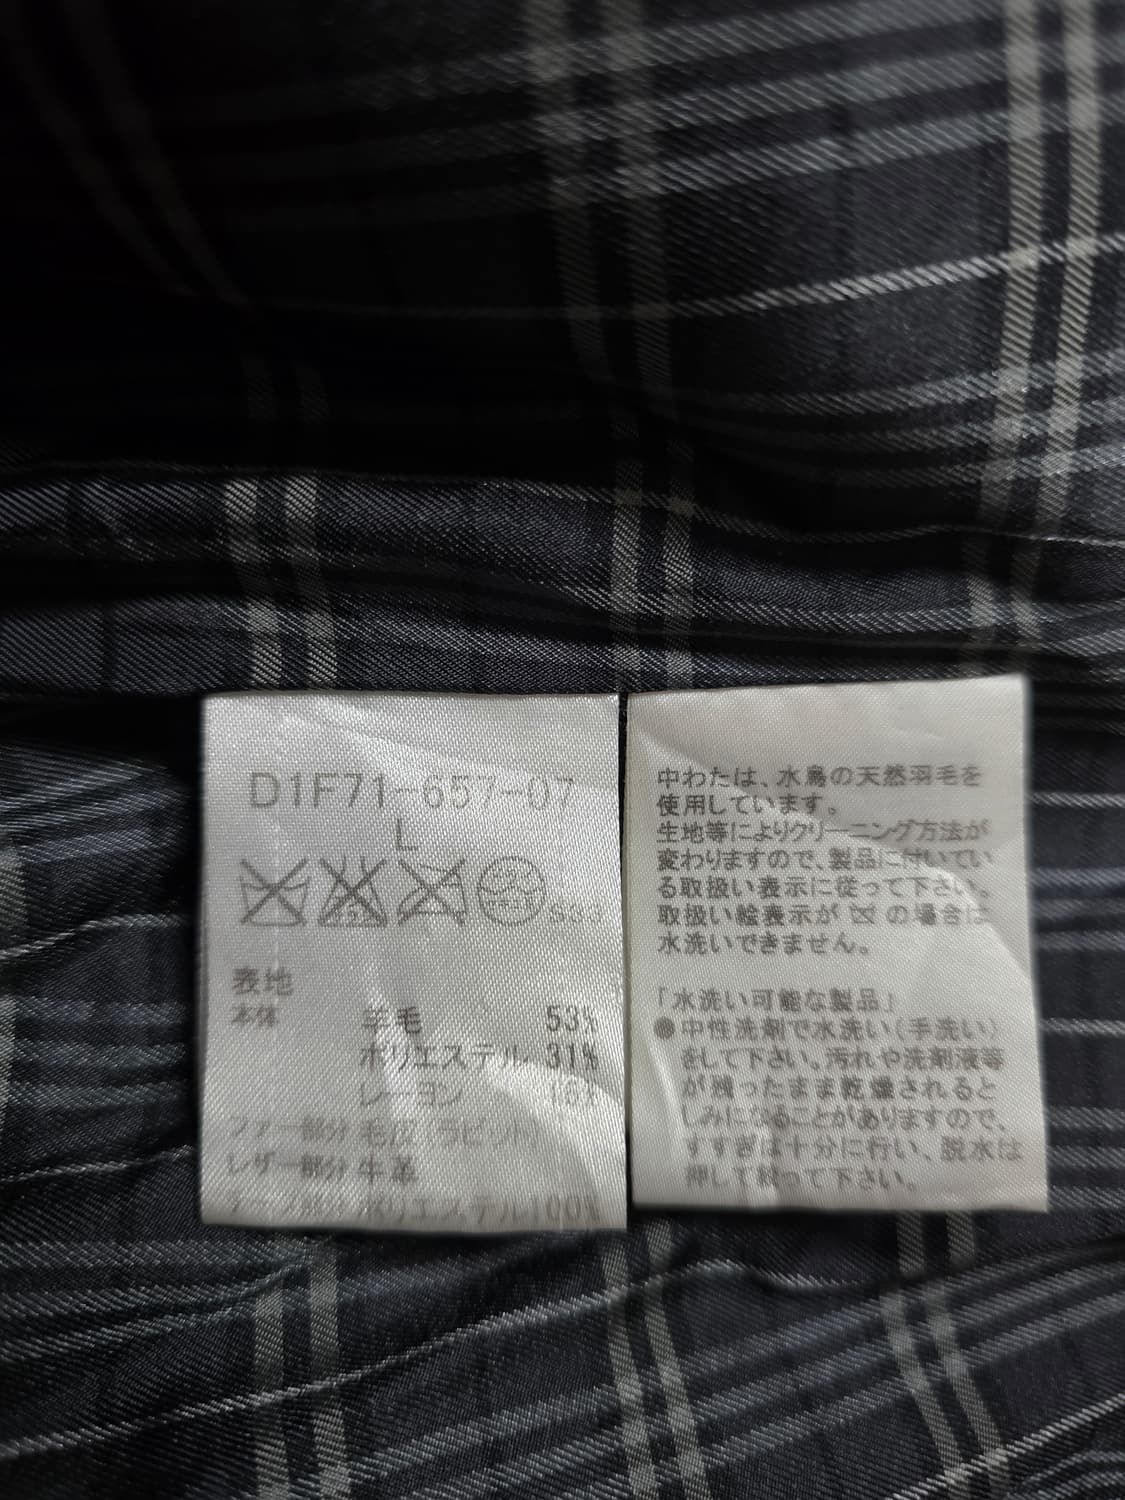 D1F71-657-07
L
表地
本体 羊毛 53%
ポリエステル 31%
レーヨン 16%
ファー部分 毛皮(ラビット)
レザー部分 牛革
テープ部分 ポリエステル100%
中わたは、水鳥の天然羽毛を
使用しています。
生地等によりクリーニング方法が
変わりますので、製品に付いてい
る取扱い表示に従って下さい。
取扱い絵表示が の場合は
水洗いできません。
「水洗い可能な製品」
●中性洗剤で水洗い(手洗い)
をして下さい。汚れや洗剤液等
が残ったまま乾燥されると
しみになることがありますので、
すすぎは十分に行い、脱水は
押して絞って下さい。